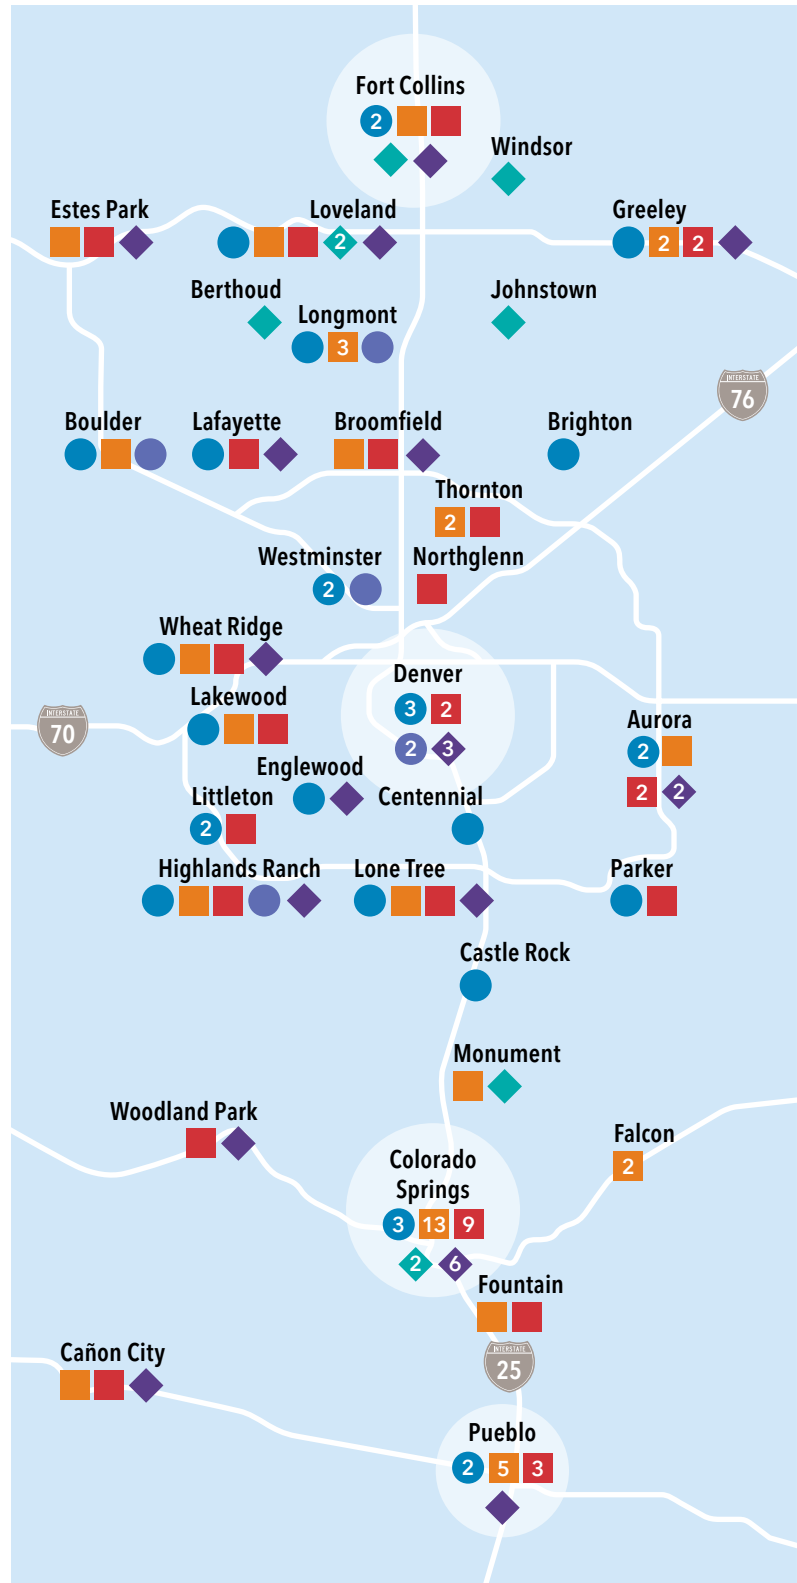 Fort Collins
2
Windsor
Estes Park
Loveland
2
Greeley
2 2
Berthoud
Johnstown
Longmont
3
INTERSTATE
76
Boulder
Lafayette
Broomfield
Brighton
Thornton
2
Westminster
2
Northglenn
Wheat Ridge
Denver
3 2
2 3
Lakewood
INTERSTATE
70
Aurora
2
2 2
Englewood
Littleton
2
Centennial
Highlands Ranch
Lone Tree
Parker
Castle Rock
Monument
Woodland Park
Falcon
2
Colorado
Springs
3 13 9
2 6
Fountain
INTERSTATE
25
Cañon City
Pueblo
2 5 3